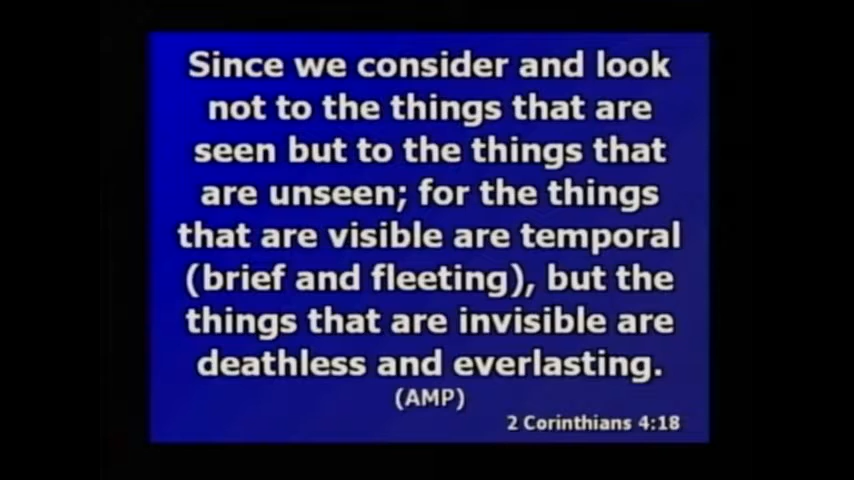 Since we consider and look
not to the things that are
seen but to the things that
are unseen; for the things
that are visible are temporal
(brief and fleeting), but the
things that are invisible are
deathless and everlasting.
(AMP)
2 Corinthians 4:18